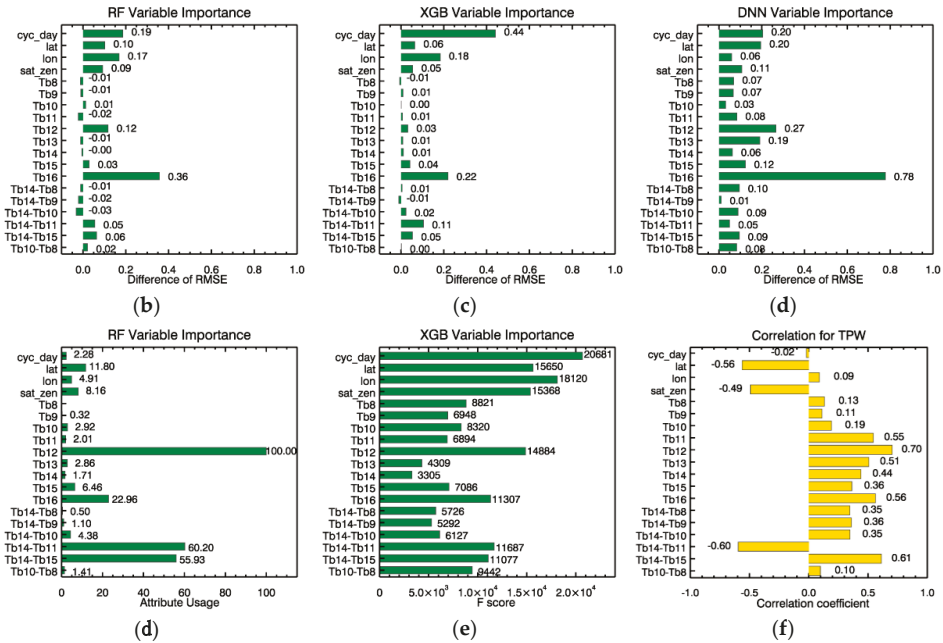 RF Variable Importance
cyc_day 0.19
lat 0.10
lon 0.17
sat_zen 0.09
Tb8 -0.01
Tb9 -0.01
Tb10 0.01
Tb11 -0.02
Tb12 0.12
Tb13 -0.01
Tb14 -0.00
Tb15 0.03
Tb16 0.36
Tb14-Tb8 -0.01
Tb14-Tb9 -0.02
Tb14-Tb10 -0.03
Tb14-Tb11 0.05
Tb14-Tb15 0.06
Tb10-Tb8 0.02
0.0 0.2 0.4 0.6 0.8 1.0
Difference of RMSE
(b)
XGB Variable Importance
cyc_day 0.44
lat 0.06
lon 0.18
sat_zen 0.05
Tb8 -0.01
Tb9 0.01
Tb10 0.00
Tb11 0.01
Tb12 0.03
Tb13 0.01
Tb14 0.01
Tb15 0.04
Tb16 0.22
Tb14-Tb8 0.01
Tb14-Tb9 -0.01
Tb14-Tb10 0.02
Tb14-Tb11 0.11
Tb14-Tb15 0.05
Tb10-Tb8 0.00
0.0 0.2 0.4 0.6 0.8 1.0
Difference of RMSE
(c)
DNN Variable Importance
cyc_day 0.20
lat 0.20
lon 0.06
sat_zen 0.11
Tb8 0.07
Tb9 0.07
Tb10 0.03
Tb11 0.08
Tb12 0.27
Tb13 0.19
Tb14 0.06
Tb15 0.12
Tb16 0.78
Tb14-Tb8 0.10
Tb14-Tb9 0.01
Tb14-Tb10 0.09
Tb14-Tb11 0.05
Tb14-Tb15 0.09
Tb10-Tb8 0.08
0.0 0.2 0.4 0.6 0.8 1.0
Difference of RMSE
(d)
RF Variable Importance
cyc_day 2.28
lat 11.80
lon 4.91
sat_zen 8.16
Tb8
Tb9 0.32
Tb10 2.92
Tb11 2.01
Tb12 100.00
Tb13 2.86
Tb14 1.71
Tb15 6.46
Tb16 22.96
Tb14-Tb8 0.50
Tb14-Tb9 1.10
Tb14-Tb10 4.38
Tb14-Tb11 60.20
Tb14-Tb15 55.93
Tb10-Tb8 1.41
0 20 40 60 80 100
Attribute Usage
(d)
XGB Variable Importance
cyc_day 20681
lat 15650
lon 18120
sat_zen 15368
Tb8 8821
Tb9 6948
Tb10 8320
Tb11 6894
Tb12 14884
Tb13 4309
Tb14 3305
Tb15 7086
Tb16 11307
Tb14-Tb8 5726
Tb14-Tb9 5292
Tb14-Tb10 6127
Tb14-Tb11 11687
Tb14-Tb15 11077
Tb10-Tb8 9442
0 5.0×10³ 1.0×10⁴ 1.5×10⁴ 2.0×10⁴
F score
(e)
Correlation for TPW
cyc_day -0.02
lat -0.56
lon 0.09
sat_zen -0.49
Tb8 0.13
Tb9 0.11
Tb10 0.19
Tb11 0.55
Tb12 0.70
Tb13 0.51
Tb14 0.44
Tb15 0.36
Tb16 0.56
Tb14-Tb8 0.35
Tb14-Tb9 0.36
Tb14-Tb10 0.35
Tb14-Tb11 -0.60
Tb14-Tb15 0.61
Tb10-Tb8 0.10
-1.0 -0.5 0.0 0.5 1.0
Correlation coefficient
(f)